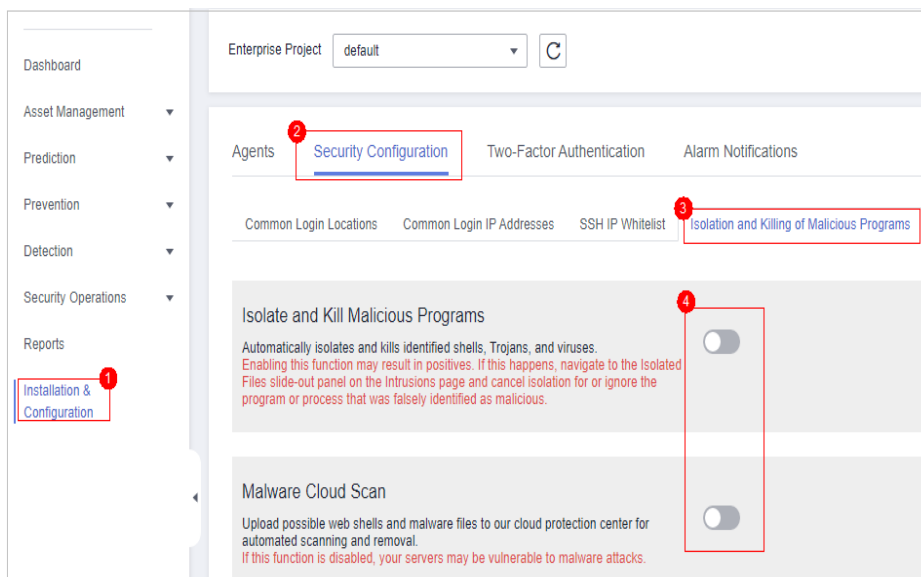 Enterprise Project
default
Dashboard
Asset Management
Prediction
Prevention
Detection
Security Operations
Reports
1
Installation &
Configuration
2
Agents
Security Configuration
Two-Factor Authentication
Alarm Notifications
3
Common Login Locations
Common Login IP Addresses
SSH IP Whitelist
Isolation and Killing of Malicious Programs
4
Isolate and Kill Malicious Programs
Automatically isolates and kills identified shells, Trojans, and viruses.
Enabling this function may result in positives. If this happens, navigate to the Isolated
Files slide-out panel on the Intrusions page and cancel isolation for or ignore the
program or process that was falsely identified as malicious.
Malware Cloud Scan
Upload possible web shells and malware files to our cloud protection center for
automated scanning and removal.
If this function is disabled, your servers may be vulnerable to malware attacks.